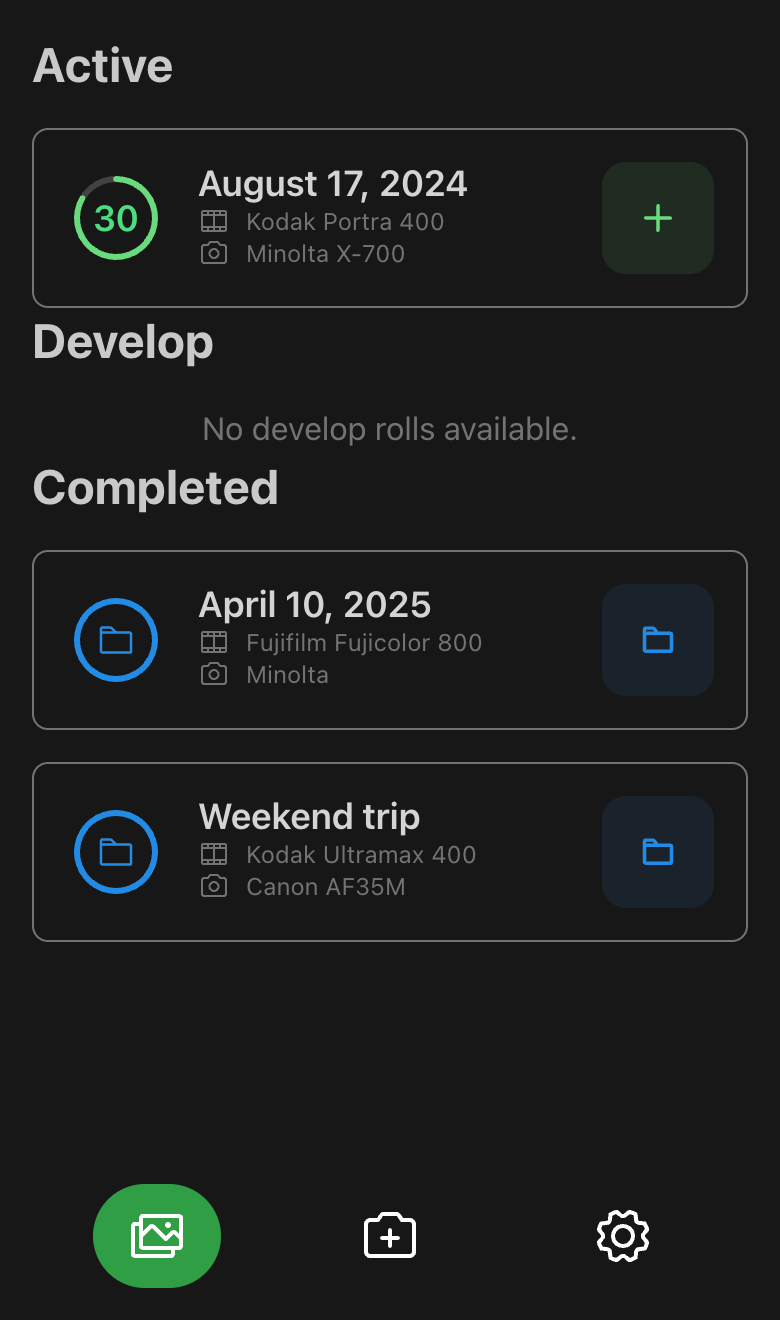 Active
30
August 17, 2024
Kodak Portra 400
Minolta X-700
Develop
No develop rolls available.
Completed
April 10, 2025
Fujifilm Fujicolor 800
Minolta
Weekend trip
Kodak Ultramax 400
Canon AF35M